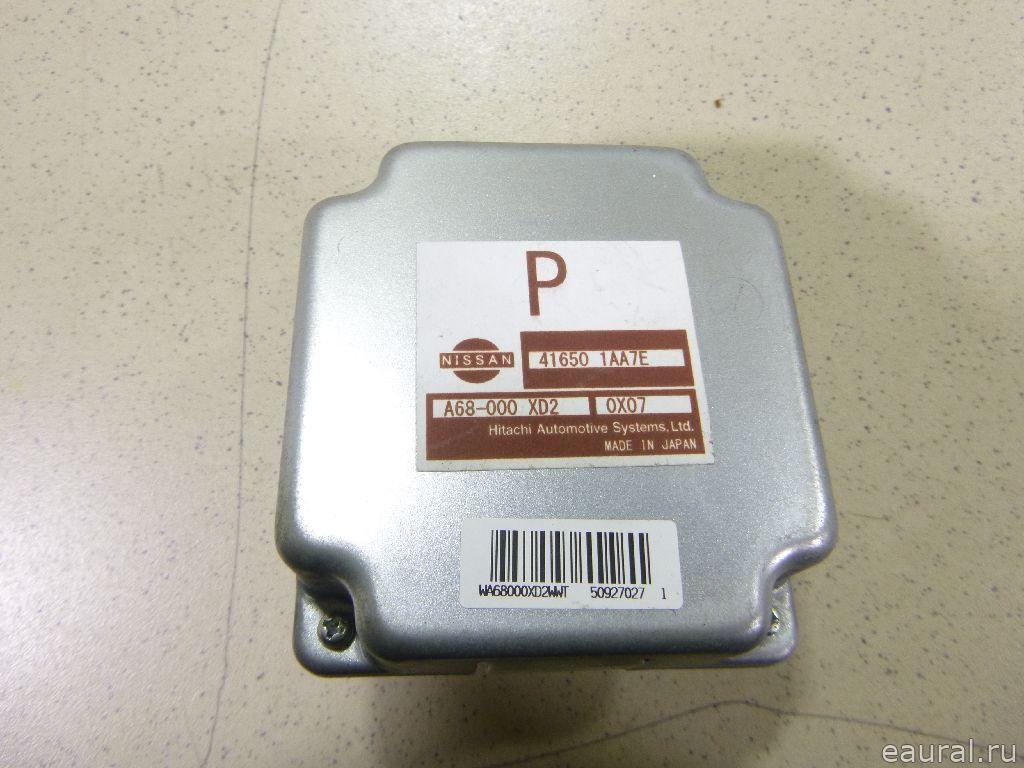 P
NISSAN
41650 1AA7E
A68-000 XD2 0X07
Hitachi Automotive Systems, Ltd.
MADE IN JAPAN
WA68000XD2WWT 50927027 1
eaural.ru